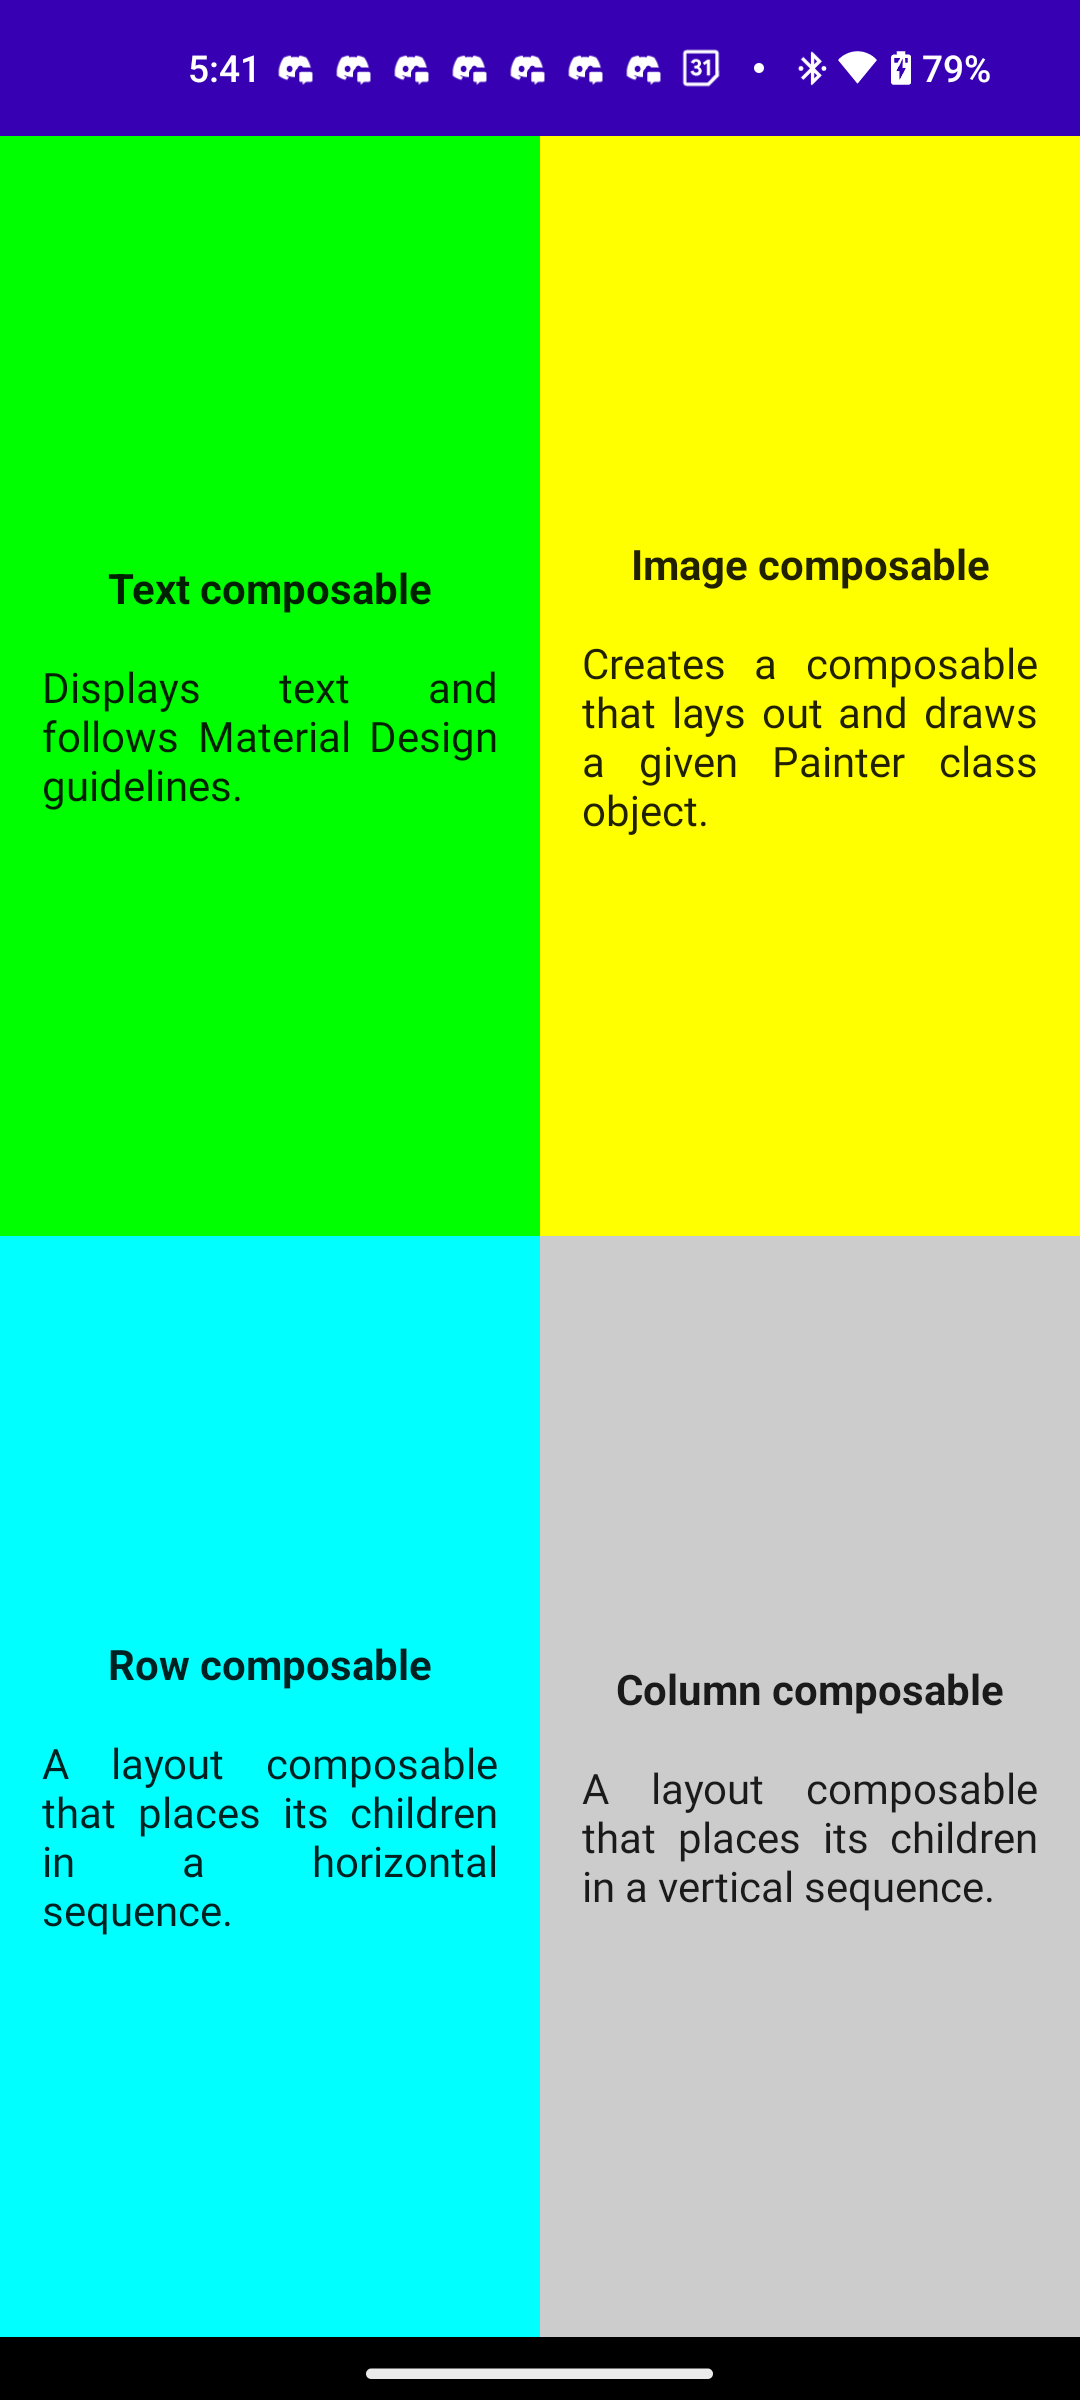 5:41 31 79%
Text composable
Displays text and
follows Material Design
guidelines.
Image composable
Creates a composable
that lays out and draws
a given Painter class
object.
Row composable
A layout composable
that places its children
in a horizontal
sequence.
Column composable
A layout composable
that places its children
in a vertical sequence.